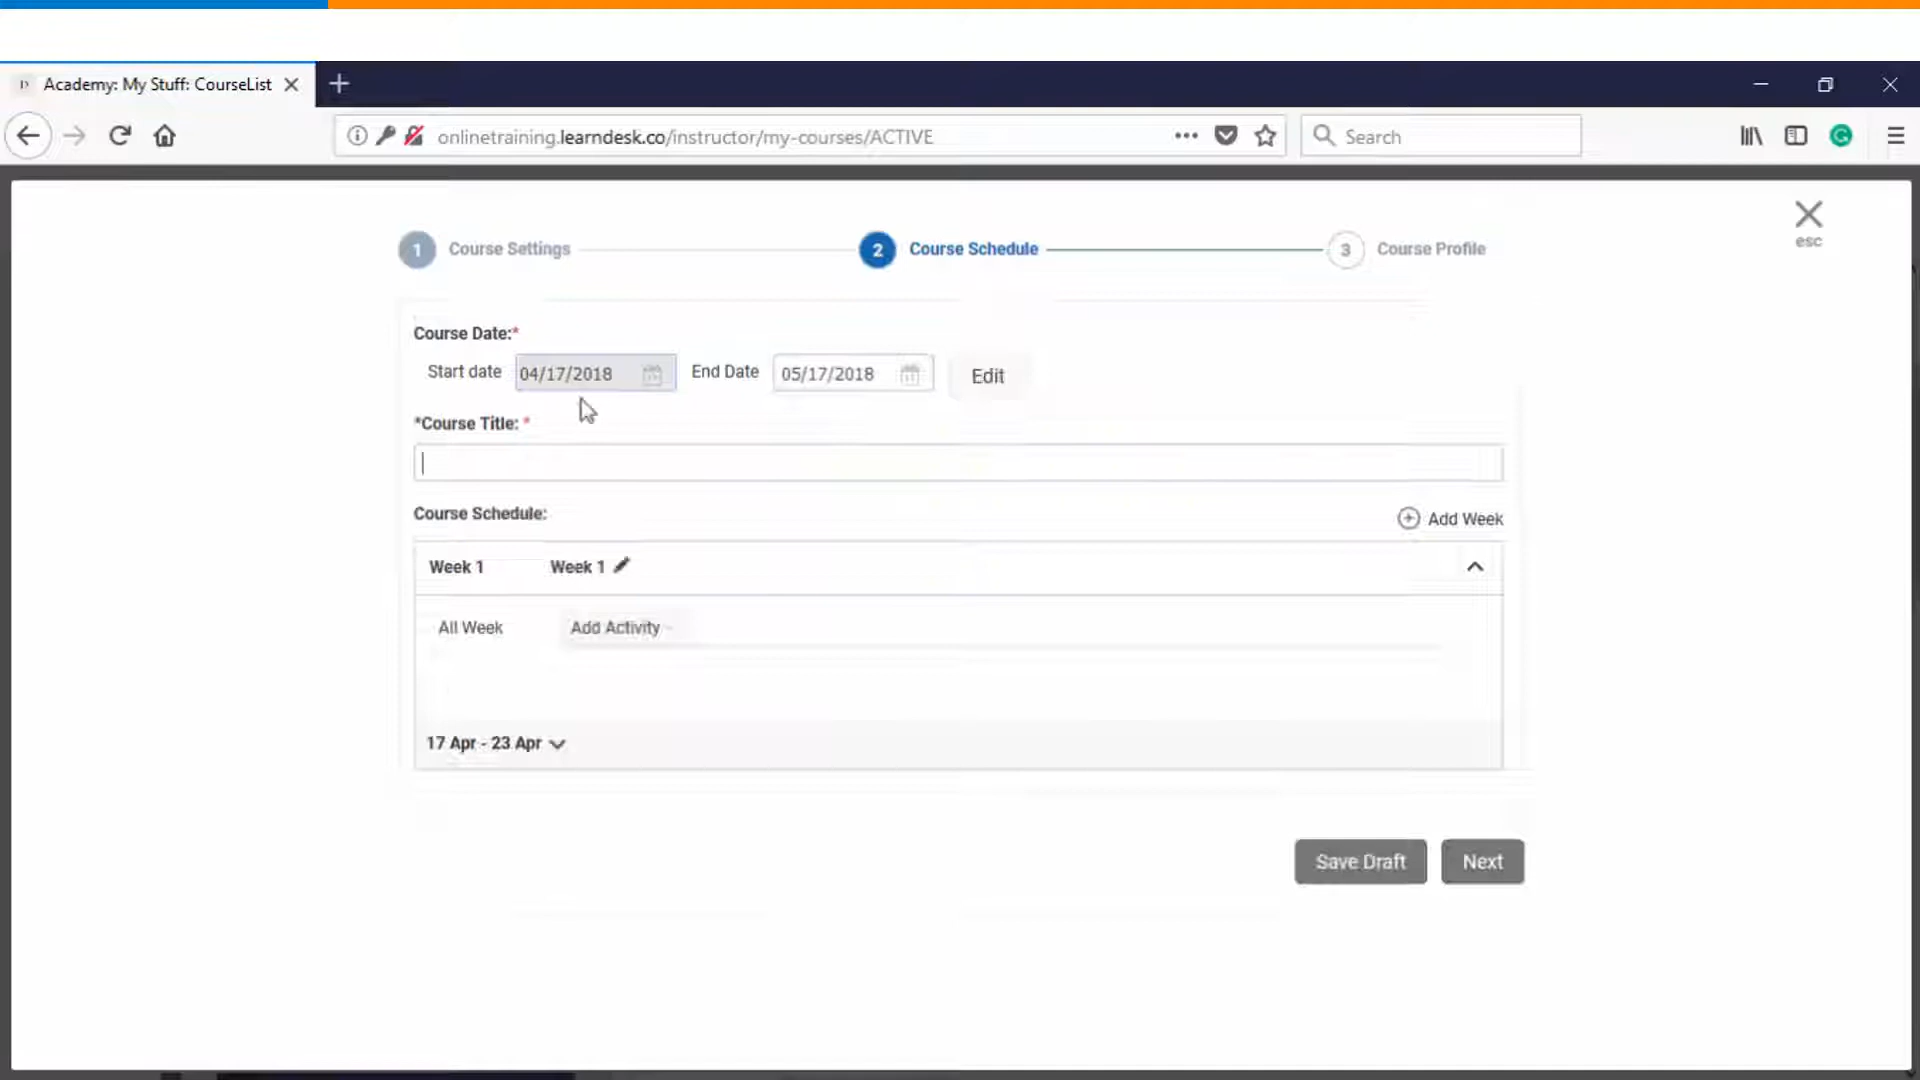 Academy: My Stuff: CourseList
onlinetraining.learndesk.co/instructor/my-courses/ACTIVE
Search
esc
1 Course Settings 2 Course Schedule 3 Course Profile
Course Date:*
Start date 04/17/2018 End Date 05/17/2018 Edit
*Course Title: *
Course Schedule:
Add Week
Week 1 Week 1
All Week Add Activity
17 Apr - 23 Apr
Save Draft Next